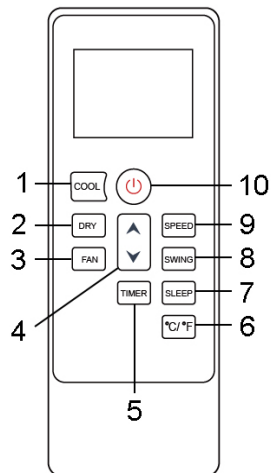 1 COOL 10
2 DRY SPEED 9
3 FAN SWING 8
4 TIMER SLEEP 7
°C/°F 6
5